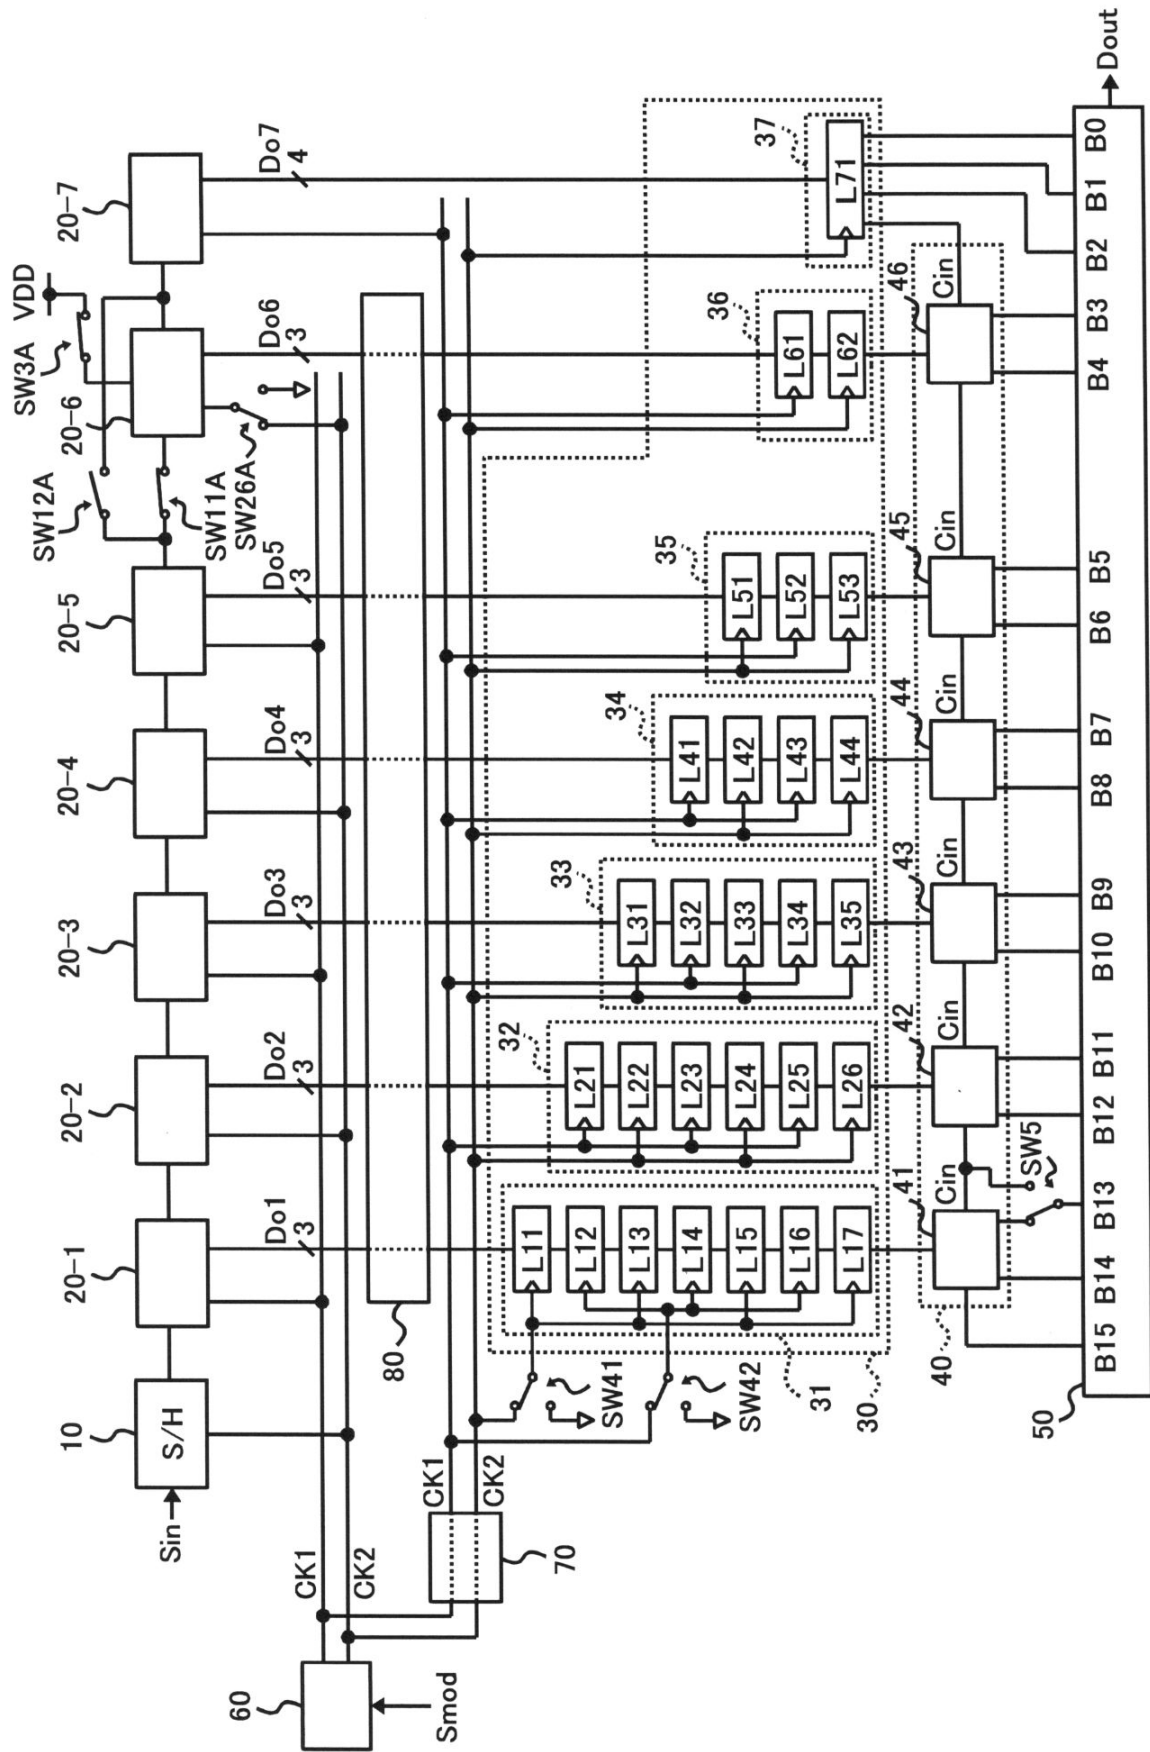 SW3A VDD
20-7
20-6
SW12A
SW11A
SW26A
20-5
20-4
20-3
20-2
20-1
10
S/H
Sin
Do7
4
Do6
3
Do5
3
Do4
3
Do3
3
Do2
3
Do1
3
CK1
CK2
60
Smod
70
CK1
CK2
80
SW41
SW42
31
30
L11
L12
L13
L14
L15
L16
L17
32
L21
L22
L23
L24
L25
L26
33
L31
L32
L33
L34
L35
34
L41
L42
L43
L44
35
L51
L52
L53
36
L61
L62
37
L71
40
41
Cin
42
Cin
43
Cin
44
Cin
45
Cin
46
Cin
SW5
50
B15
B14
B13
B12
B11
B10
B9
B8
B7
B6
B5
B4
B3
B2
B1
B0
Dout